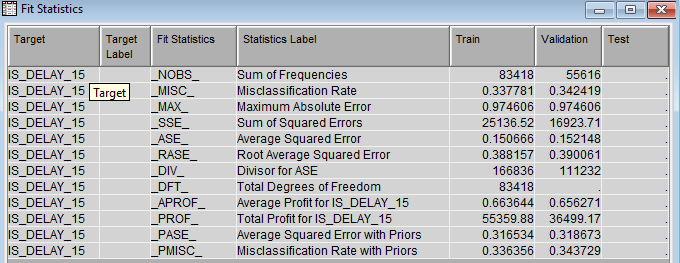 Fit Statistics
Target Target Label Fit Statistics Statistics Label Train Validation Test
IS_DELAY_15 _NOBS_ Sum of Frequencies 83418 55616 .
IS_DELAY_15 _MISC_ Misclassification Rate 0.337781 0.342419 .
IS_DELAY_15 _MAX_ Maximum Absolute Error 0.974606 0.974606 .
IS_DELAY_15 _SSE_ Sum of Squared Errors 25136.52 16923.71 .
IS_DELAY_15 _ASE_ Average Squared Error 0.150666 0.152148 .
IS_DELAY_15 _RASE_ Root Average Squared Error 0.388157 0.390061 .
IS_DELAY_15 _DIV_ Divisor for ASE 166836 111232 .
IS_DELAY_15 _DFT_ Total Degrees of Freedom 83418 . .
IS_DELAY_15 _APROF_ Average Profit for IS_DELAY_15 0.663644 0.656271 .
IS_DELAY_15 _PROF_ Total Profit for IS_DELAY_15 55359.88 36499.17 .
IS_DELAY_15 _PASE_ Average Squared Error with Priors 0.316534 0.318673 .
IS_DELAY_15 _PMISC_ Misclassification Rate with Priors 0.336356 0.343729 .
Target